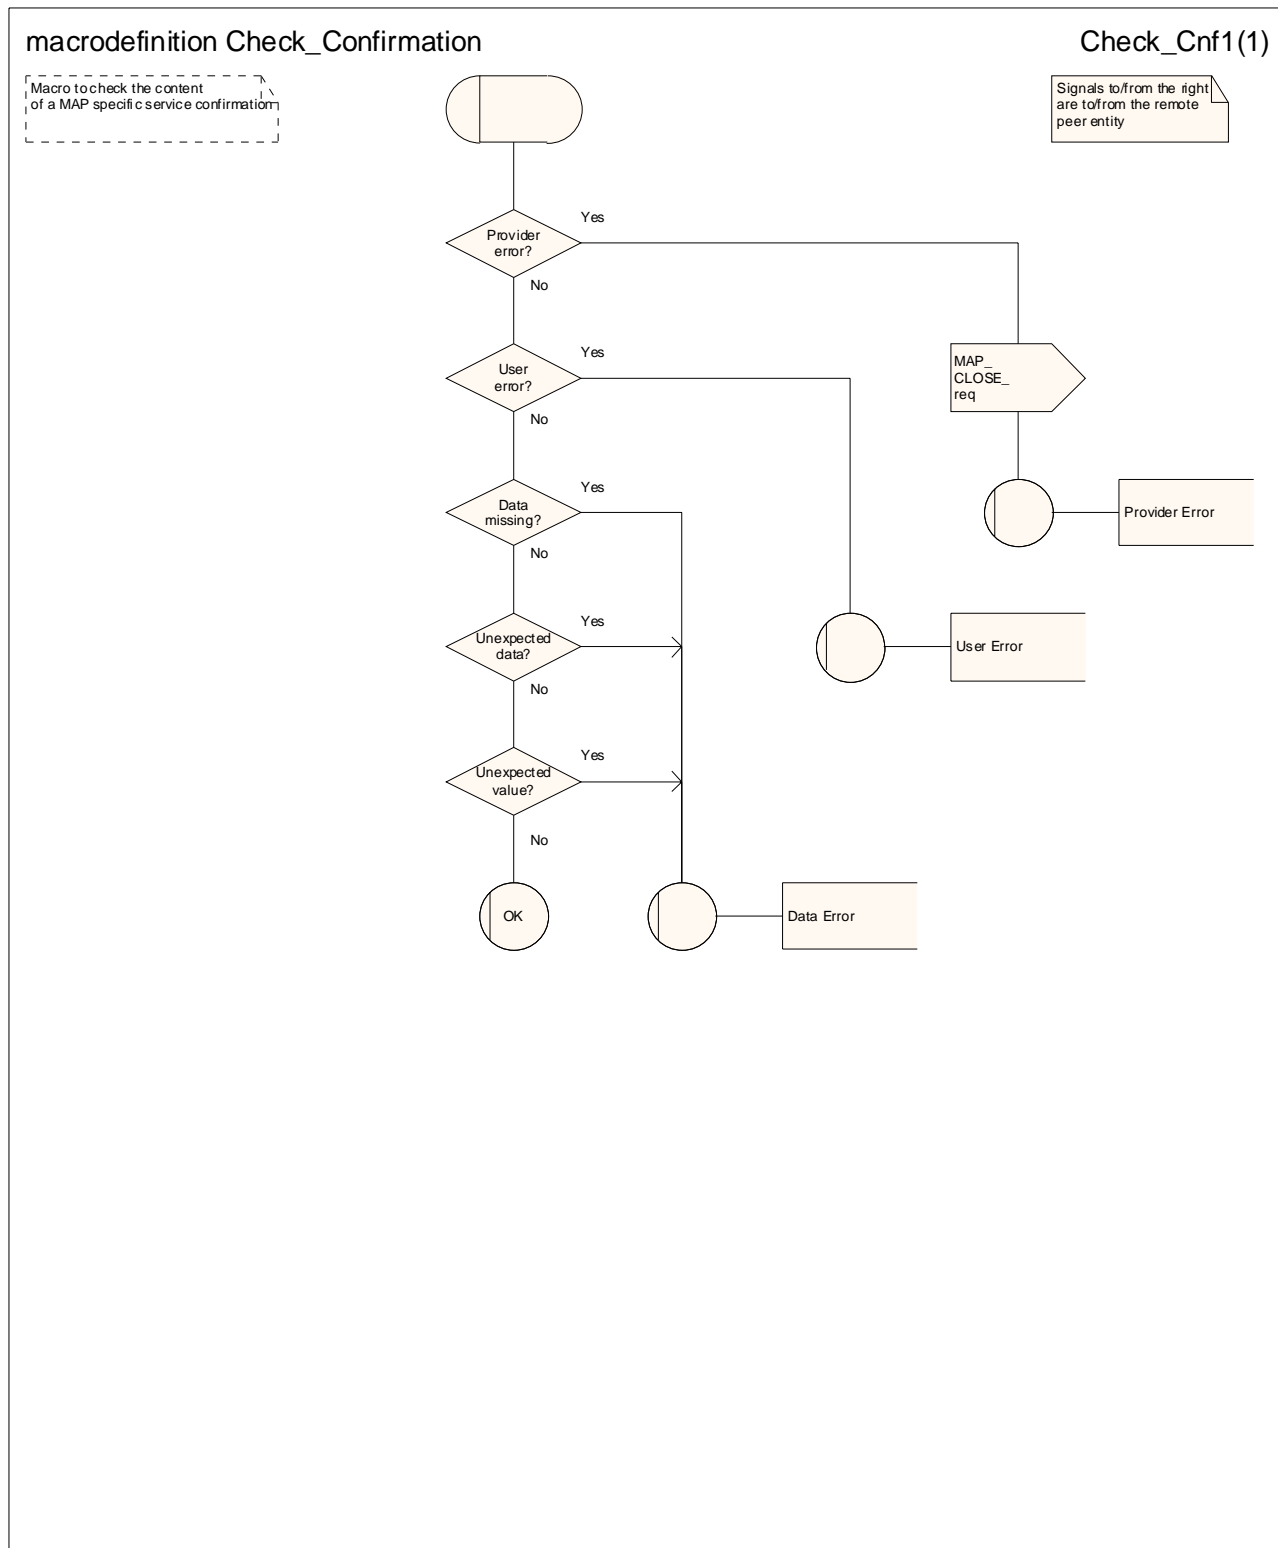 macrodefinition Check_Confirmation
Check_Cnf1(1)
Macro to check the content
of a MAP specific service confirmation
Signals to/from the right
are to/from the remote
peer entity
Yes
Provider
error?
No
Yes
User
error?
No
MAP_
CLOSE_
req
Yes
Data
missing?
No
Provider Error
Yes
Unexpected
data?
No
User Error
Yes
Unexpected
value?
No
OK
Data Error